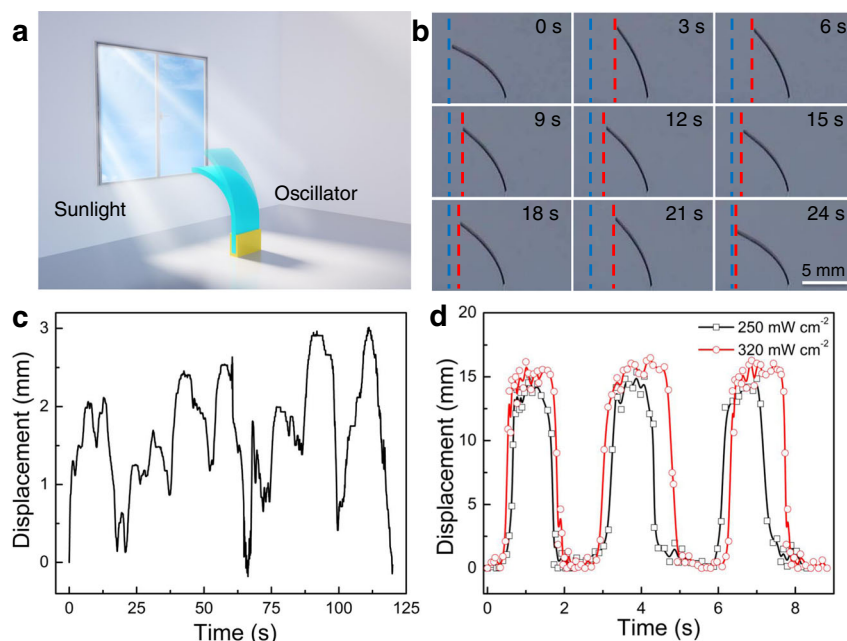 a
Sunlight
Oscillator
b
0 s
3 s
6 s
9 s
12 s
15 s
18 s
21 s
24 s
5 mm
c
Displacement (mm)
3
2
1
0
0
25
50
75
100
125
Time (s)
d
Displacement (mm)
20
15
10
5
0
250 mW cm⁻²
320 mW cm⁻²
0
2
4
6
8
Time (s)